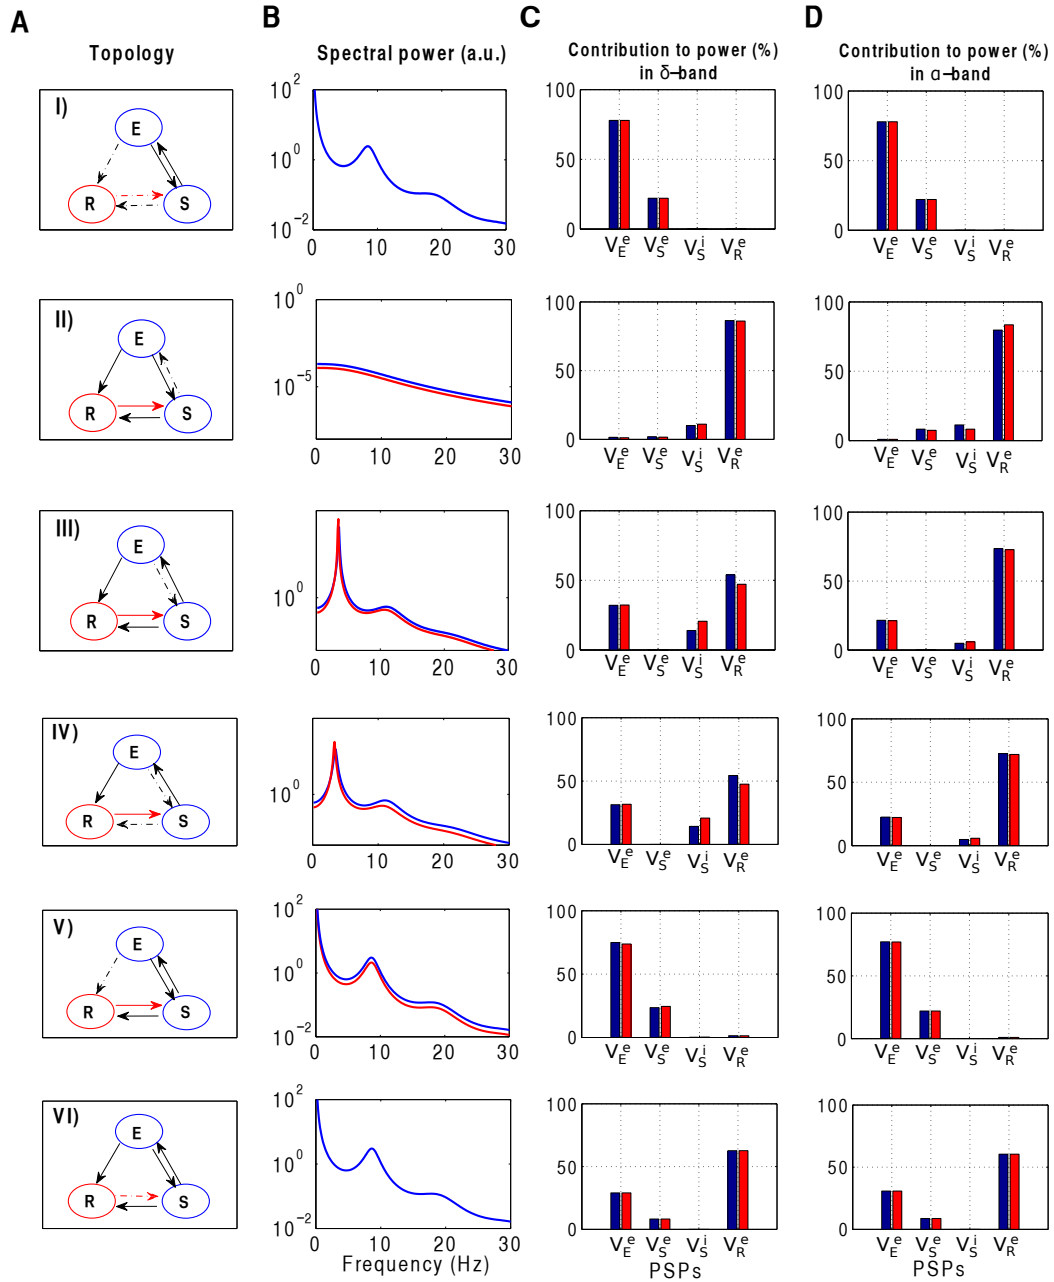 A B C D
Topology
Spectral power (a.u.)
Contribution to power (%)
in δ−band
Contribution to power (%)
in α−band
I)
E
R
S
10^2
10^0
10^-2
0 10 20 30
100
50
0
V_E^e V_S^e V_S^i V_R^e
100
50
0
V_E^e V_S^e V_S^i V_R^e
II)
E
R
S
10^0
10^-5
0 10 20 30
100
50
0
V_E^e V_S^e V_S^i V_R^e
100
50
0
V_E^e V_S^e V_S^i V_R^e
III)
E
R
S
10^0
0 10 20 30
100
50
0
V_E^e V_S^e V_S^i V_R^e
100
50
0
V_E^e V_S^e V_S^i V_R^e
IV)
E
R
S
10^0
0 10 20 30
100
50
0
V_E^e V_S^e V_S^i V_R^e
100
50
0
V_E^e V_S^e V_S^i V_R^e
V)
E
R
S
10^2
10^0
10^-2
0 10 20 30
100
50
0
V_E^e V_S^e V_S^i V_R^e
100
50
0
V_E^e V_S^e V_S^i V_R^e
VI)
E
R
S
10^2
10^0
10^-2
0 10 20 30
Frequency (Hz)
100
50
0
V_E^e V_S^e V_S^i V_R^e
PSPs
100
50
0
V_E^e V_S^e V_S^i V_R^e
PSPs